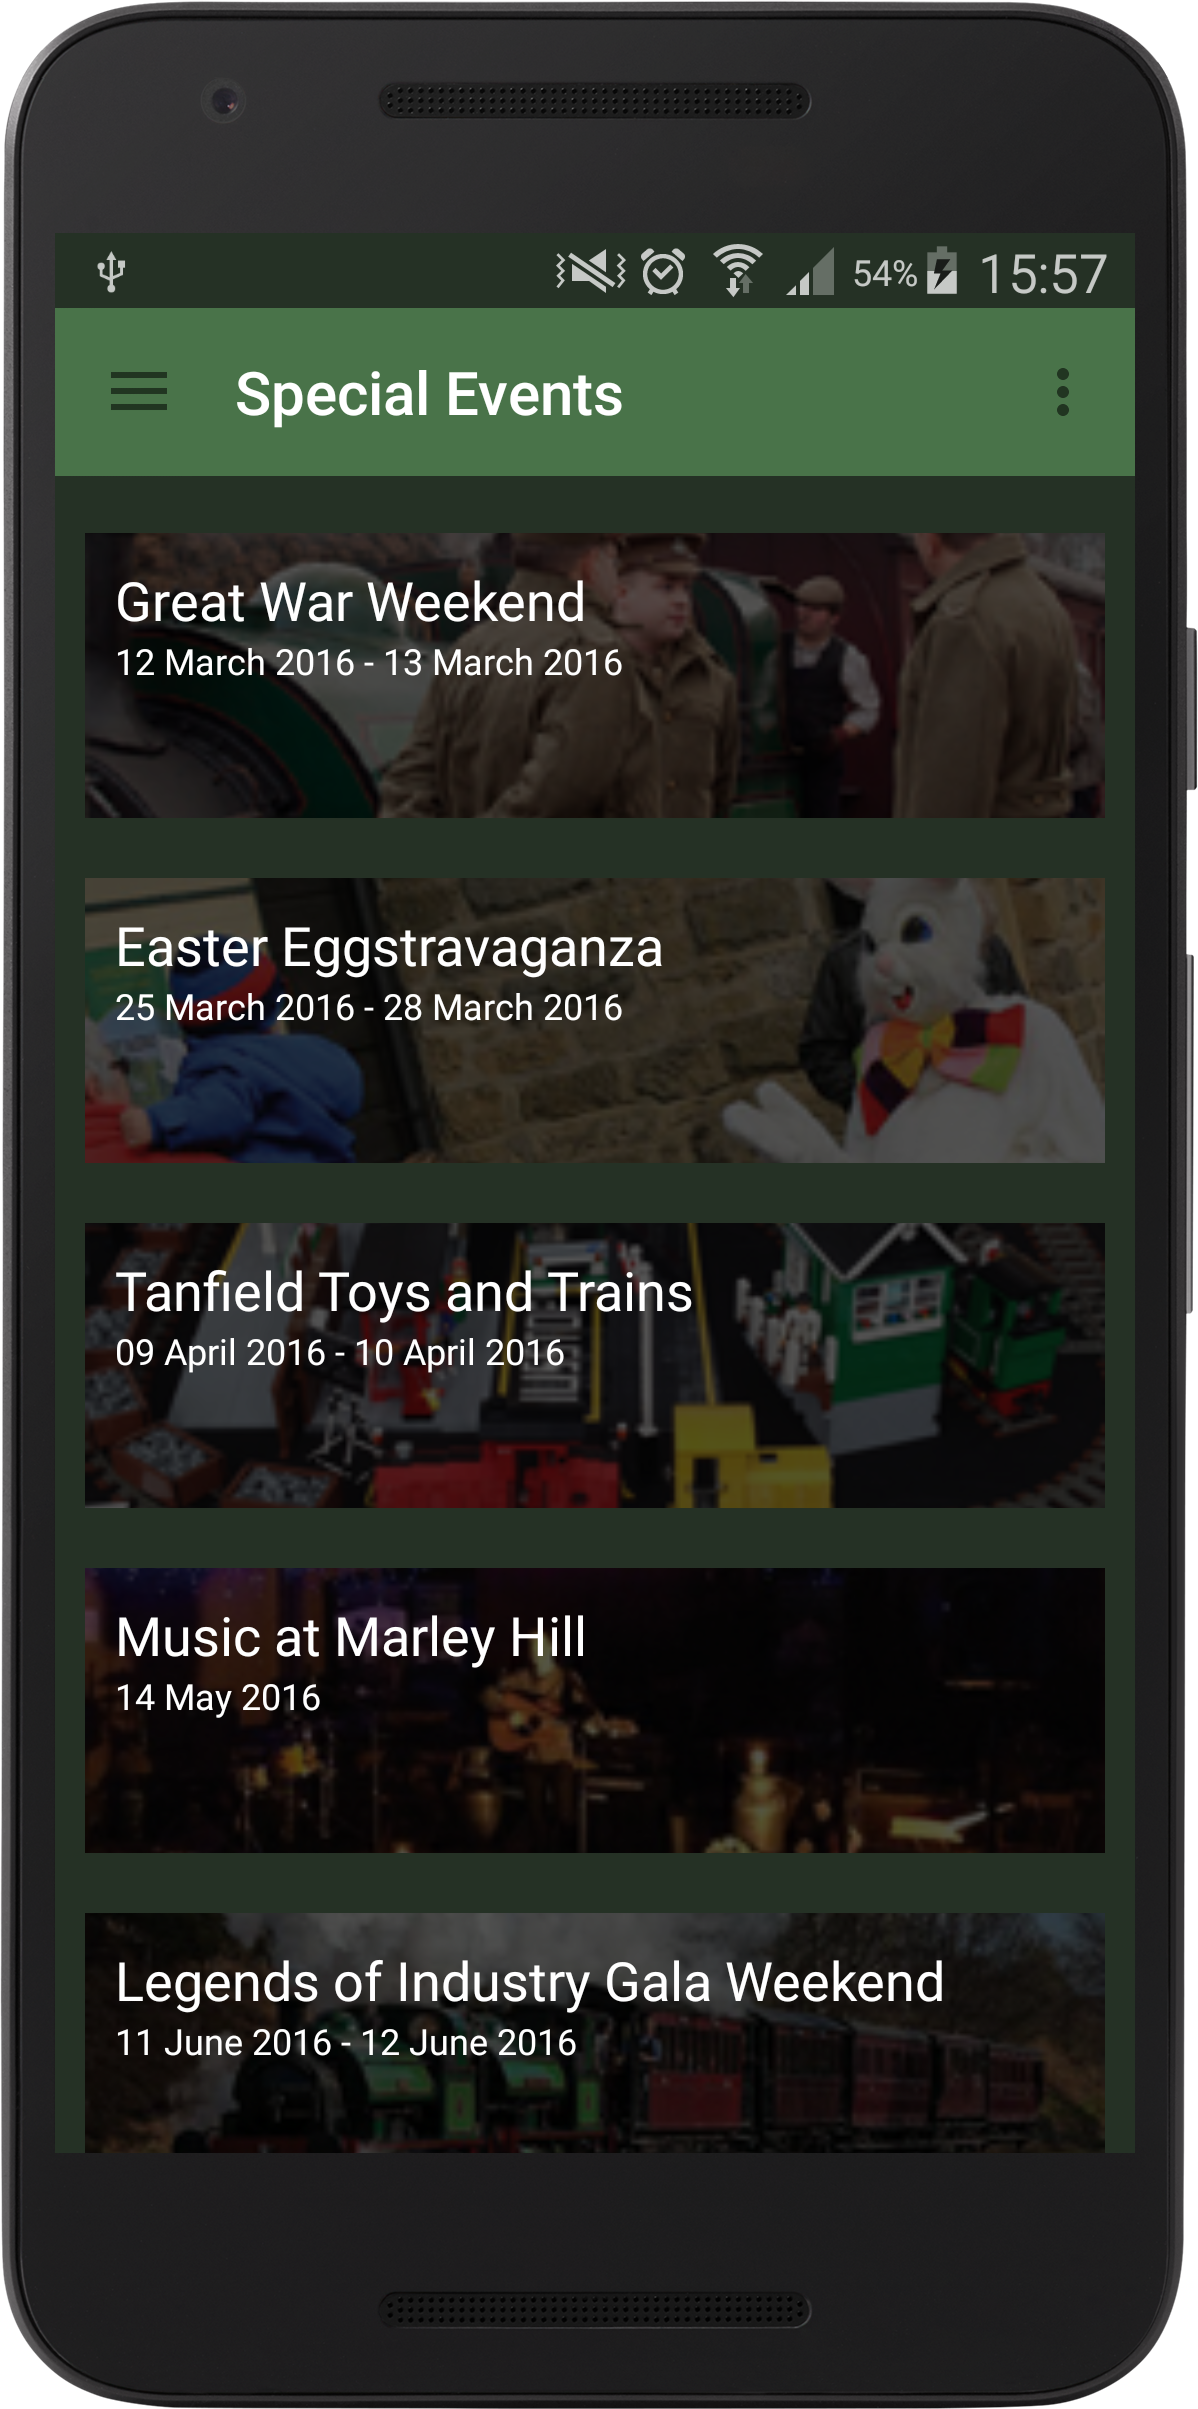 54% 15:57
Special Events
Great War Weekend
12 March 2016 - 13 March 2016
Easter Eggstravaganza
25 March 2016 - 28 March 2016
Tanfield Toys and Trains
09 April 2016 - 10 April 2016
Music at Marley Hill
14 May 2016
Legends of Industry Gala Weekend
11 June 2016 - 12 June 2016